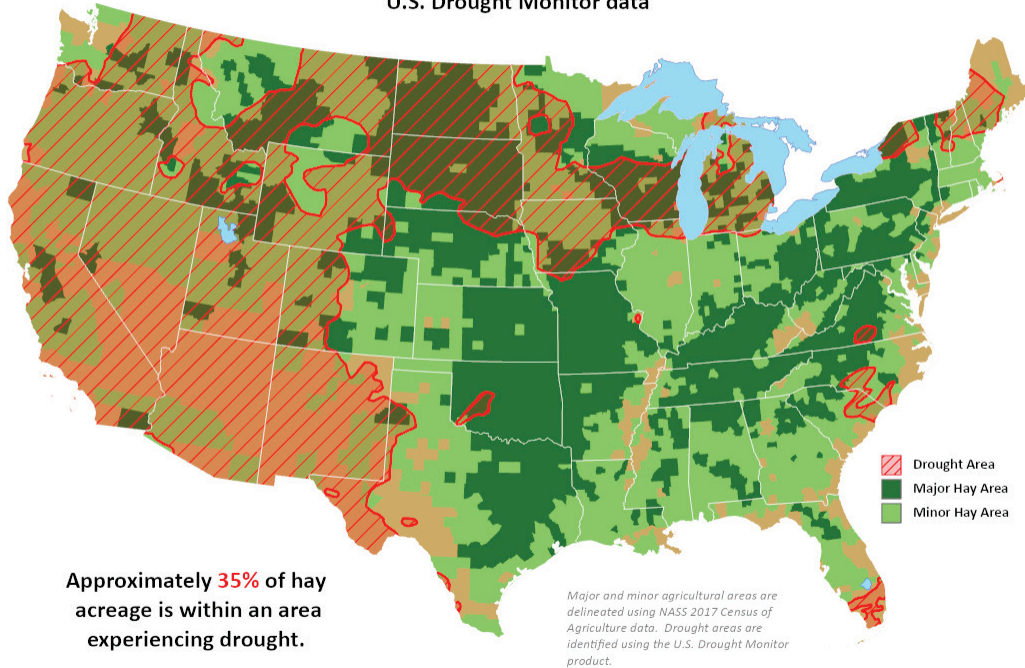 U.S. Drought Monitor data
Drought Area
Major Hay Area
Minor Hay Area
Approximately 35% of hay
acreage is within an area
experiencing drought.
Major and minor agricultural areas are
delineated using NASS 2017 Census of
Agriculture data.  Drought areas are
identified using the U.S. Drought Monitor
product.